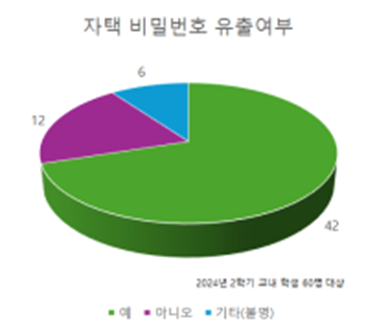 자택 비밀번호 유출여부
6
12
42
2024년 2학기 교내 학생 60명 대상
예 아니오 기타(불명)